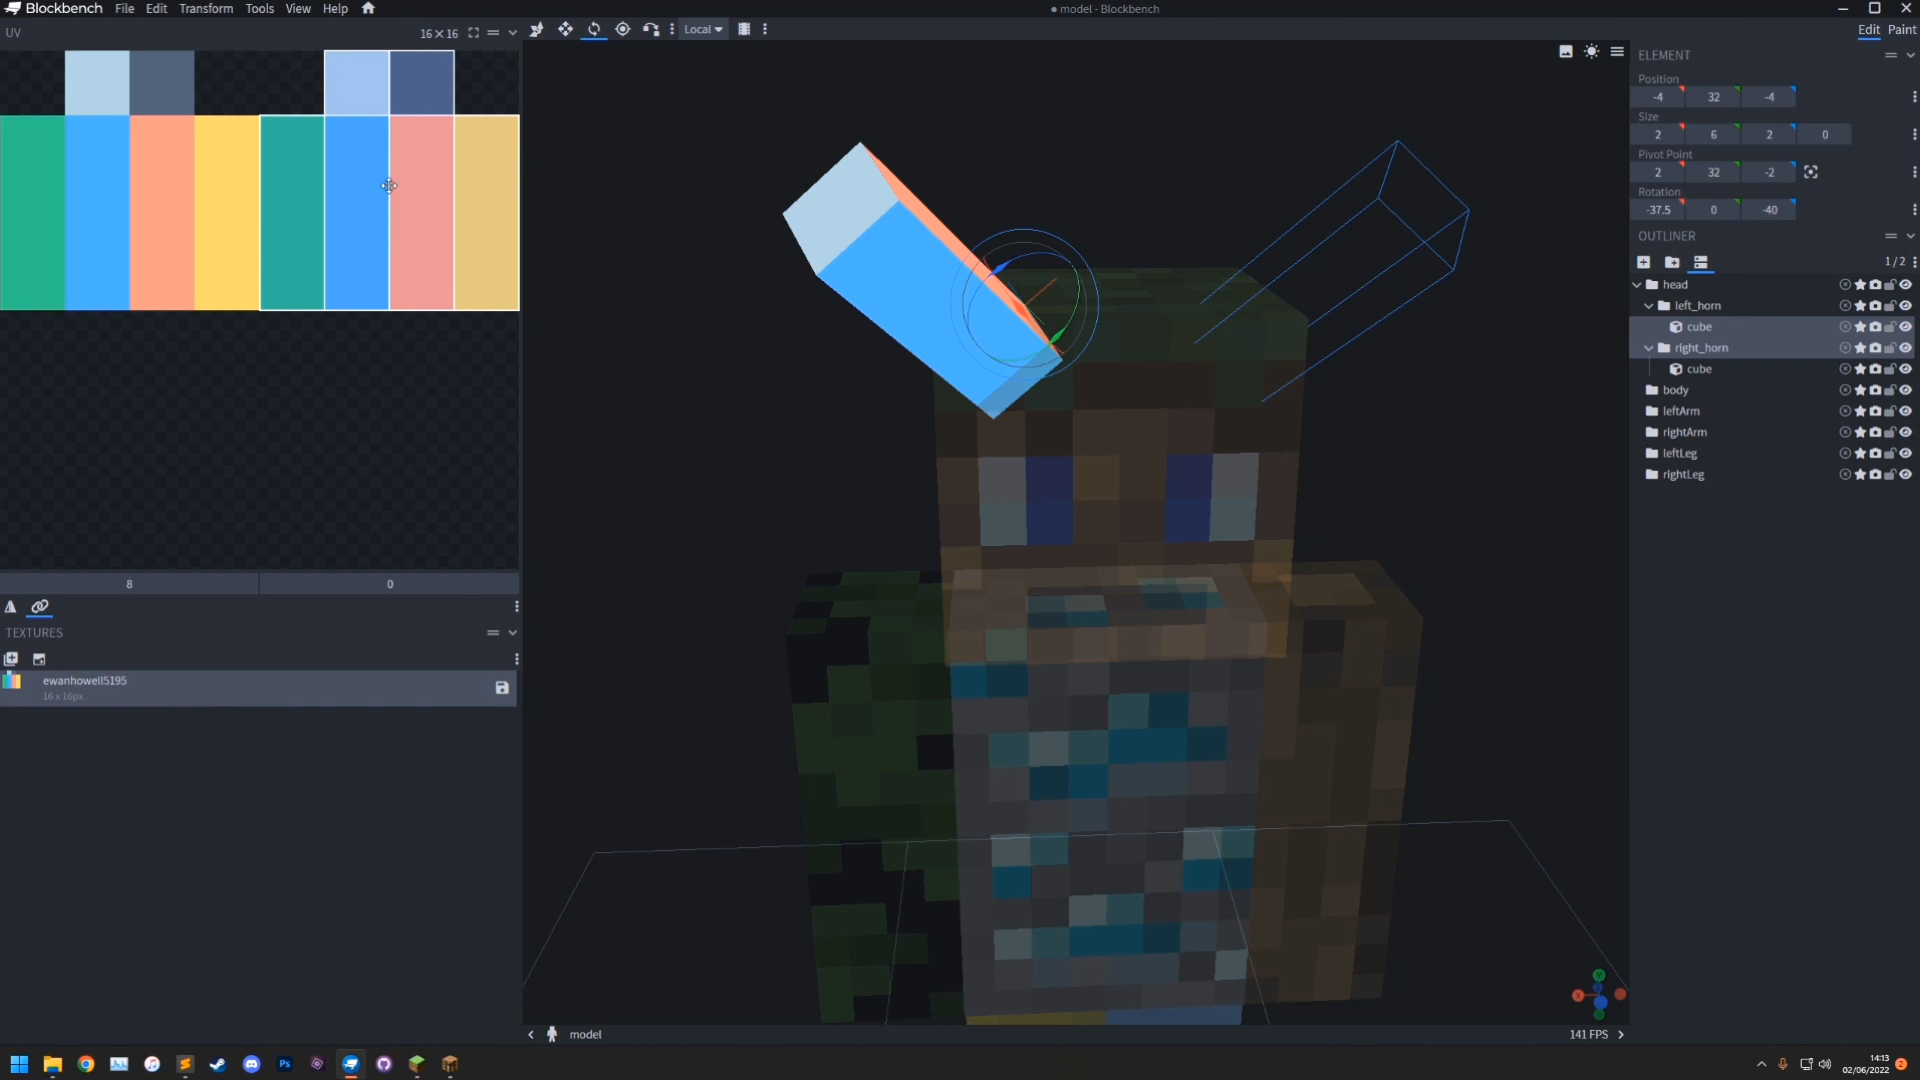 Blockbench File Edit Transform Tools View Help
● model - Blockbench
UV 16×16
Local
Edit Paint
ELEMENT
Position
-4 32 -4
Size
2 6 2 0
Pivot Point
2 32 -2
Rotation
-37.5 0 -40
OUTLINER
1/2
head
left_horn
cube
right_horn
cube
body
leftArm
rightArm
leftLeg
rightLeg
8 0
TEXTURES
ewanhowell5195
16 x 16px
Y
X
model
141 FPS
Ps
14:13
02/06/2022
2